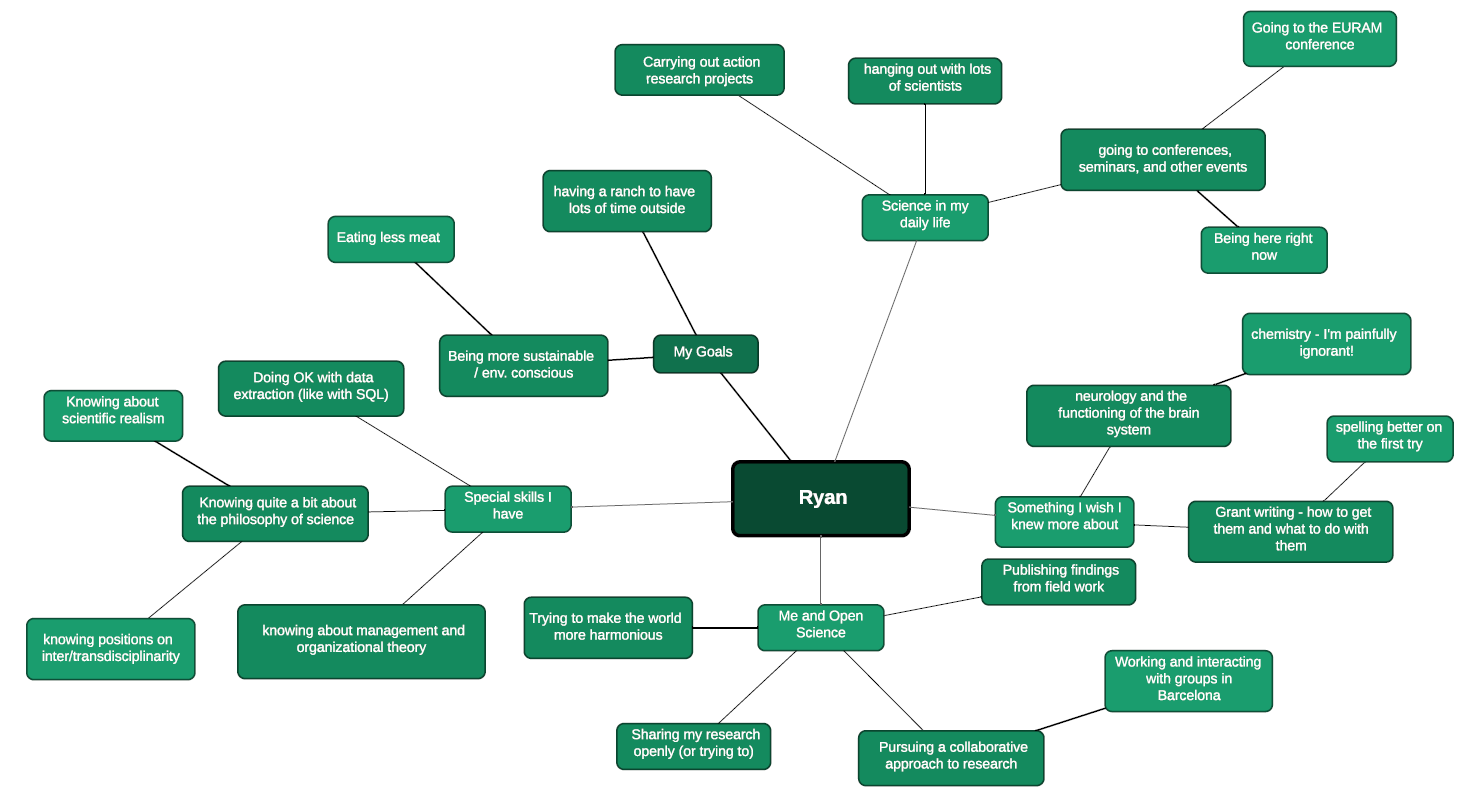 Going to the EURAM
conference
Carrying out action
research projects
hanging out with lots
of scientists
going to conferences,
seminars, and other events
having a ranch to have
lots of time outside
Science in my
daily life
Eating less meat
Being here right
now
chemistry - I'm painfully
ignorant!
My Goals
Being more sustainable
/ env. conscious
Doing OK with data
extraction (like with SQL)
Knowing about
scientific realism
neurology and the
functioning of the brain
system
spelling better on
the first try
Ryan
Special skills I
have
Knowing quite a bit about
the philosophy of science
Something I wish I
knew more about
Grant writing - how to get
them and what to do with
them
Publishing findings
from field work
Trying to make the world
more harmonious
Me and Open
Science
knowing about management and
organizational theory
knowing positions on
inter/transdisciplinarity
Working and interacting
with groups in
Barcelona
Sharing my research
openly (or trying to)
Pursuing a collaborative
approach to research